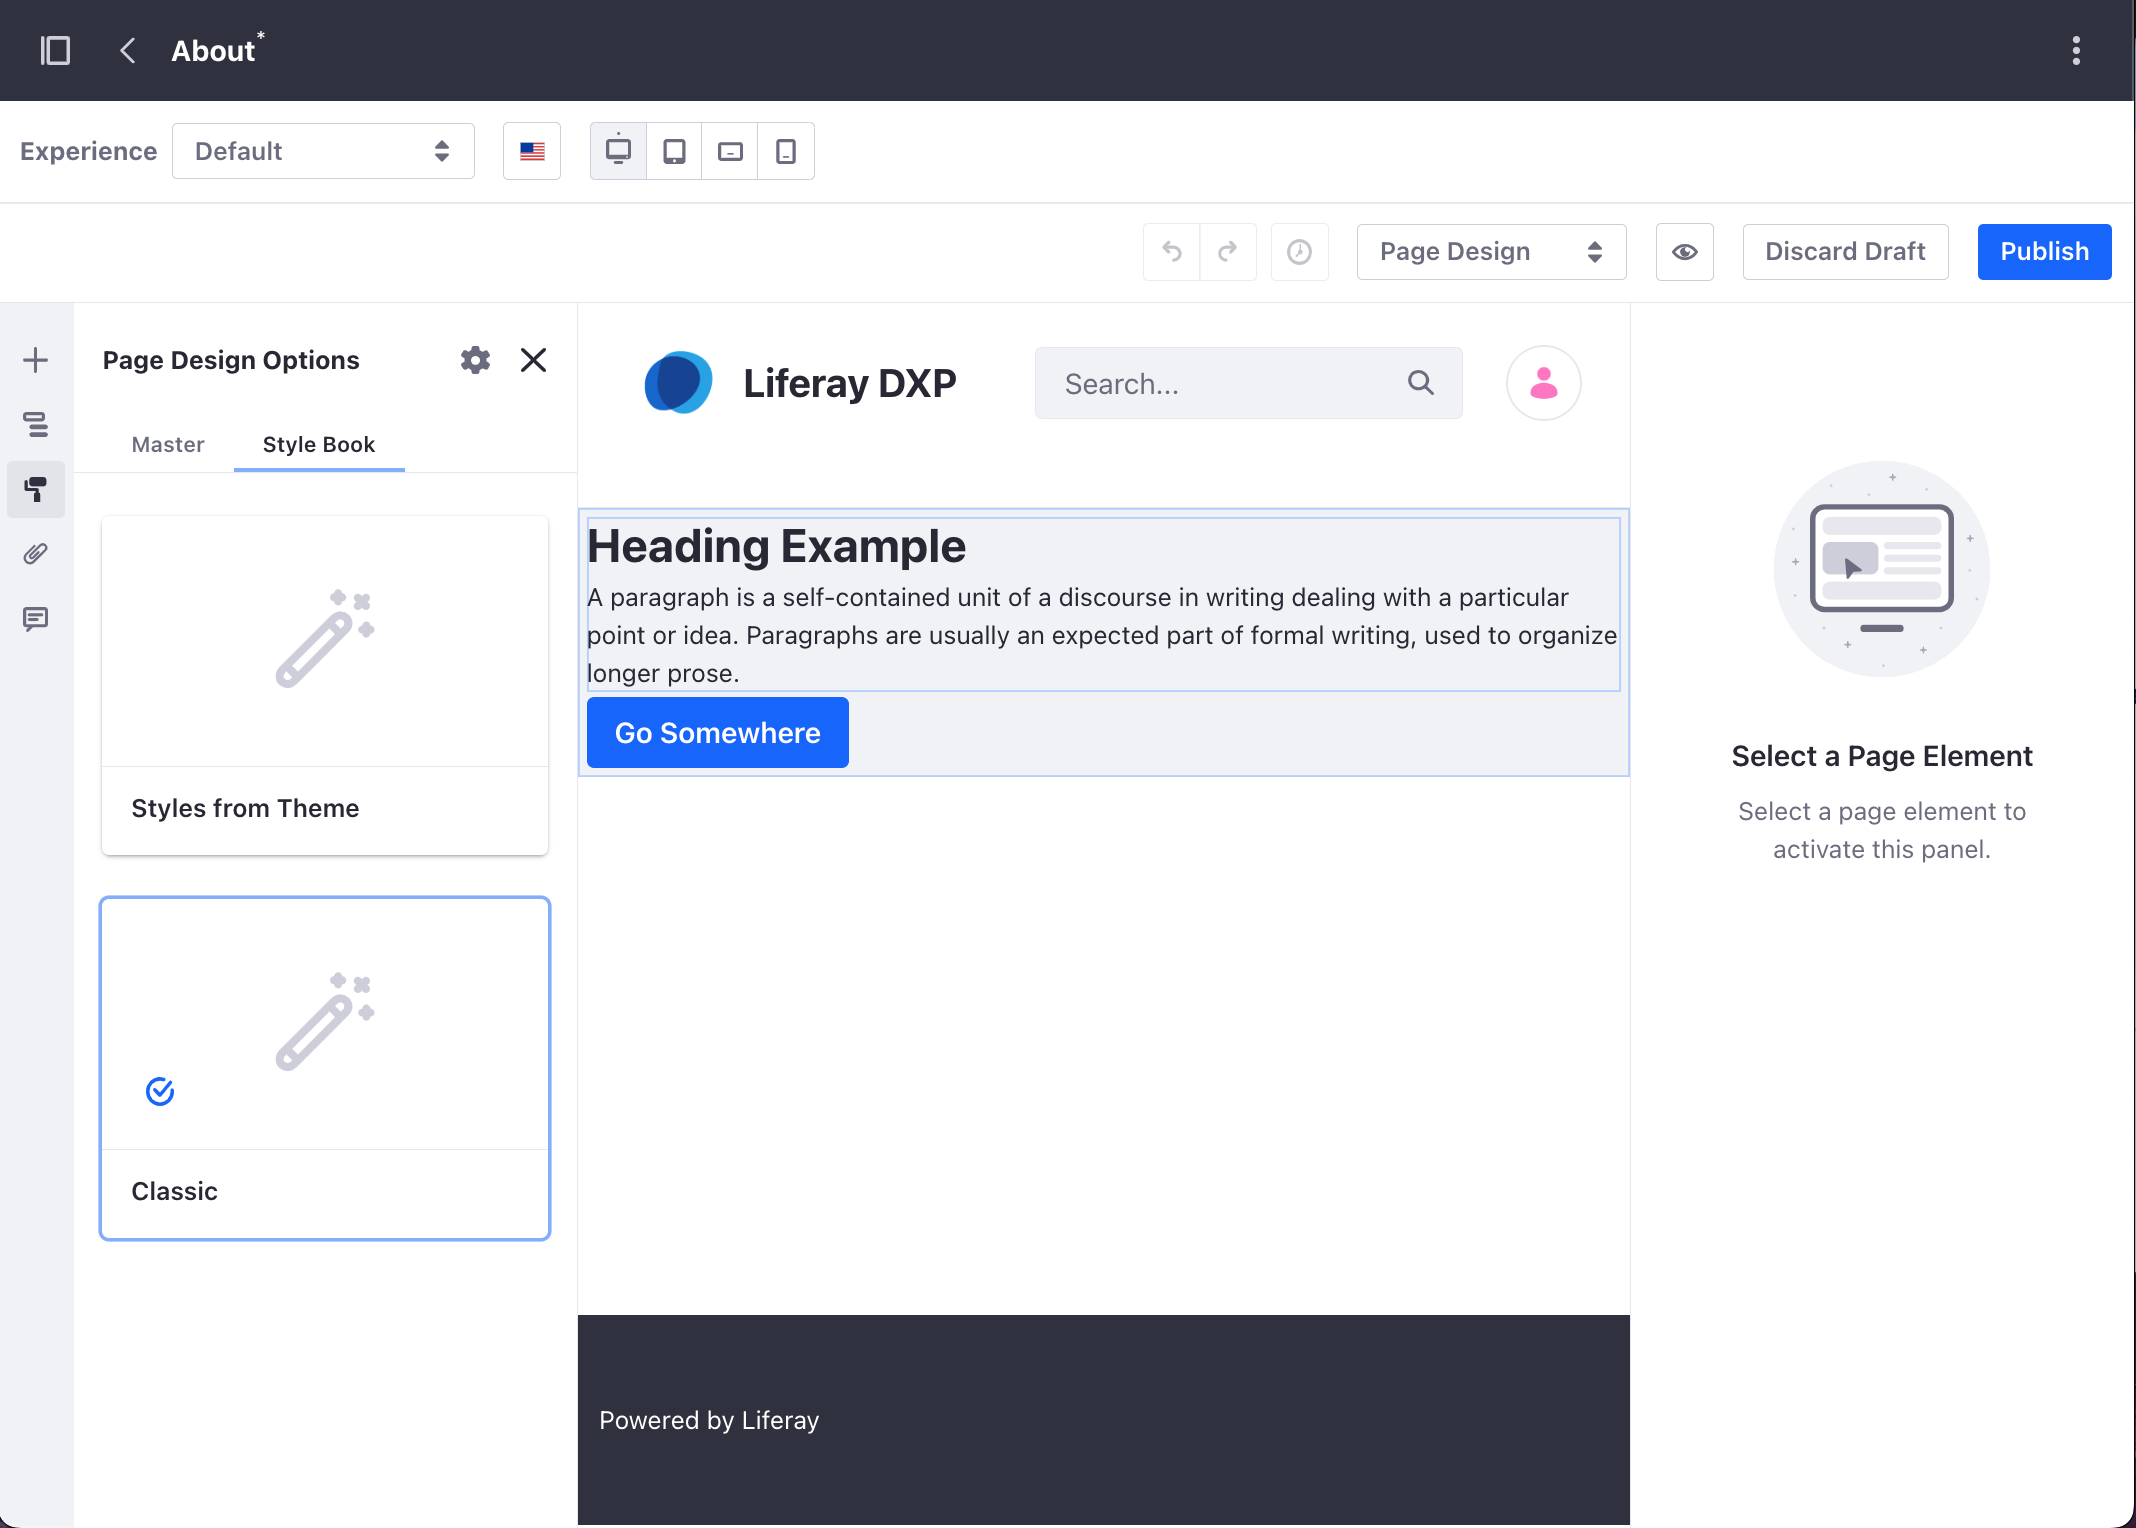 About*
Experience
Default
Page Design
Discard Draft
Publish
Page Design Options
Master
Style Book
Styles from Theme
Classic
Liferay DXP
Search...
Heading Example
A paragraph is a self-contained unit of a discourse in writing dealing with a particular
point or idea. Paragraphs are usually an expected part of formal writing, used to organize
longer prose.
Go Somewhere
Powered by Liferay
Select a Page Element
Select a page element to
activate this panel.